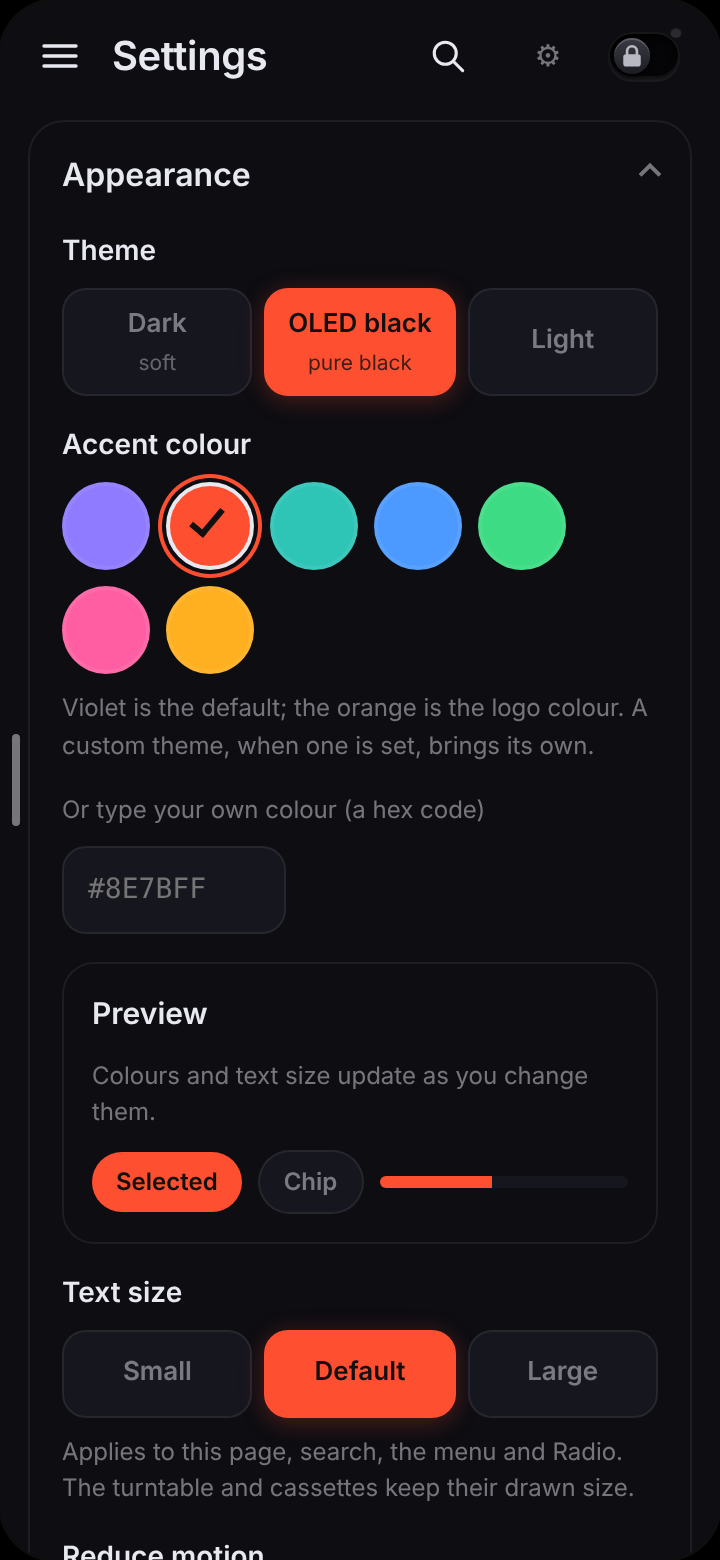 Settings
Appearance
Theme
Dark
soft
OLED black
pure black
Light
Accent colour
Violet is the default; the orange is the logo colour. A
custom theme, when one is set, brings its own.
Or type your own colour (a hex code)
#8E7BFF
Preview
Colours and text size update as you change
them.
Selected
Chip
Text size
Small
Default
Large
Applies to this page, search, the menu and Radio.
The turntable and cassettes keep their drawn size.
Reduce motion